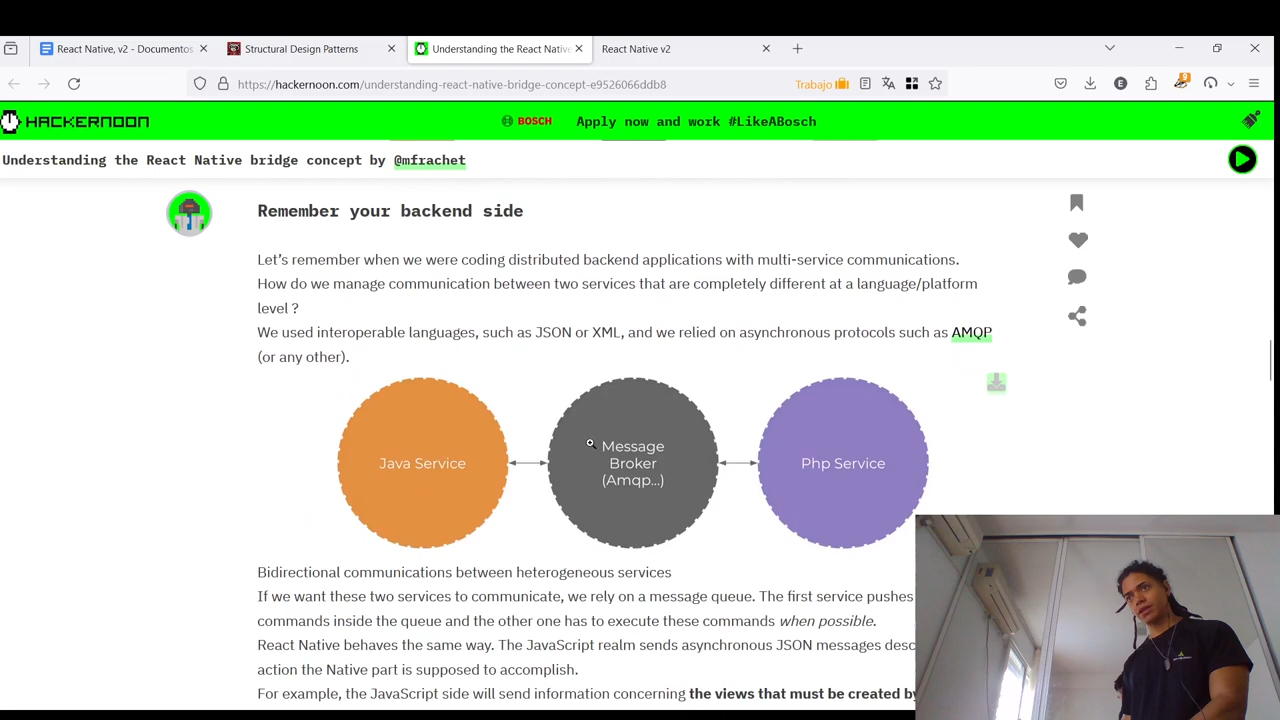 React Native, v2 - Documentos
Structural Design Patterns
Understanding the React Native
React Native v2
https://hackernoon.com/understanding-react-native-bridge-concept-e9526066ddb8
Trabajo
E
9
HACKERNOON
BOSCH
Apply now and work #LikeABosch
Understanding the React Native bridge concept by @mfrachet
Remember your backend side
Let’s remember when we were coding distributed backend applications with multi-service communications.
How do we manage communication between two services that are completely different at a language/platform
level ?
We used interoperable languages, such as JSON or XML, and we relied on asynchronous protocols such as AMQP
(or any other).
Java Service
Message
Broker
(Amqp...)
Php Service
Bidirectional communications between heterogeneous services
If we want these two services to communicate, we rely on a message queue. The first service pushes
commands inside the queue and the other one has to execute these commands when possible.
React Native behaves the same way. The JavaScript realm sends asynchronous JSON messages desc
action the Native part is supposed to accomplish.
For example, the JavaScript side will send information concerning the views that must be created by